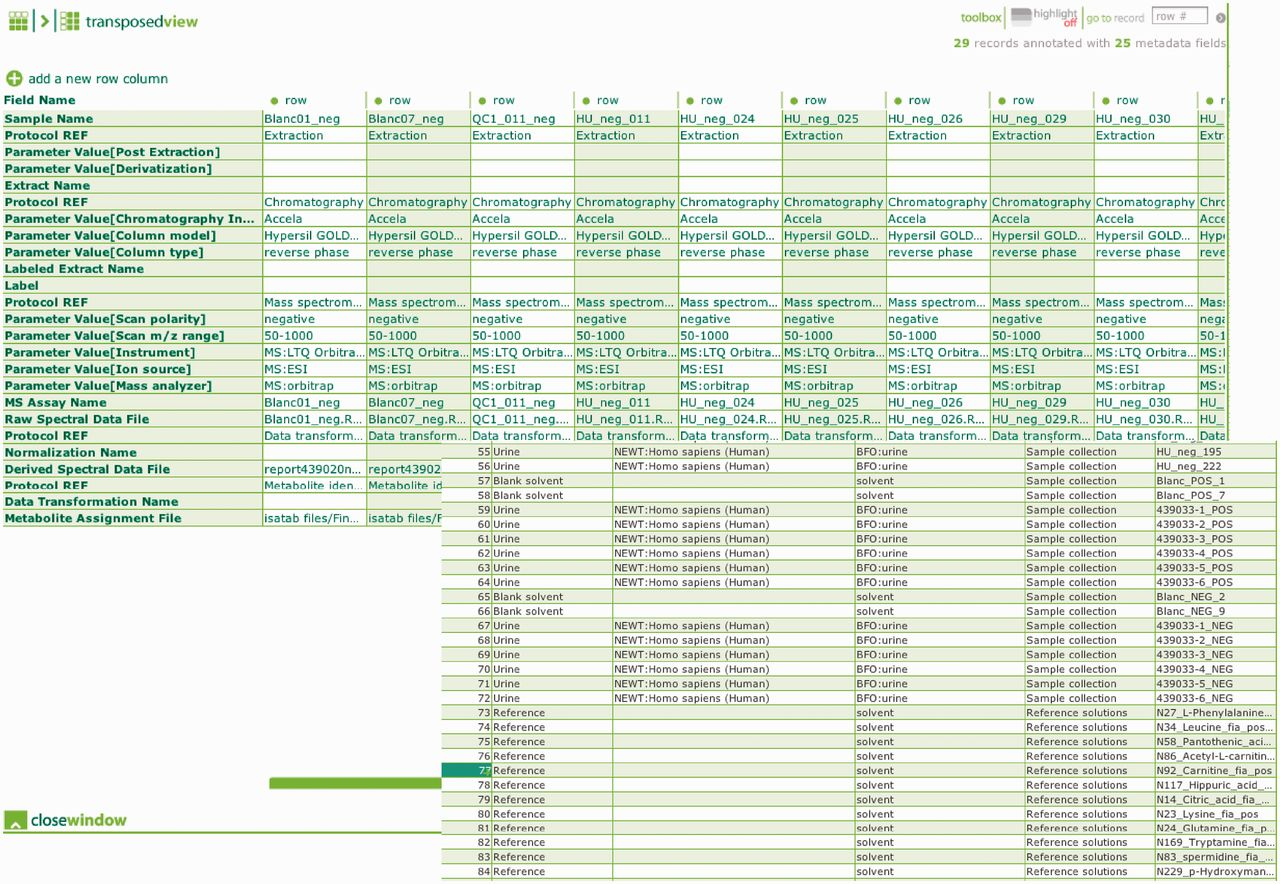 transposedview
toolbox highlight off go to record row #
29 records annotated with 25 metadata fields
add a new row column
Field Name row row row row row row row row row r
Sample Name Blanc01_neg Blanc07_neg QC1_011_neg HU_neg_011 HU_neg_024 HU_neg_025 HU_neg_026 HU_neg_029 HU_neg_030 HU_
Protocol REF Extraction Extraction Extraction Extraction Extraction Extraction Extraction Extraction Extraction Extr
Parameter Value[Post Extraction]
Parameter Value[Derivatization]
Extract Name
Protocol REF Chromatography Chromatography Chromatography Chromatography Chromatography Chromatography Chromatography Chromatography Chromatography Chrc
Parameter Value[Chromatography In... Accela Accela Accela Accela Accela Accela Accela Accela Accela Acce
Parameter Value[Column model] Hypersil GOLD... Hypersil GOLD... Hypersil GOLD... Hypersil GOLD... Hypersil GOLD... Hypersil GOLD... Hypersil GOLD... Hypersil GOLD... Hypersil GOLD... Hype
Parameter Value[Column type] reverse phase reverse phase reverse phase reverse phase reverse phase reverse phase reverse phase reverse phase reverse phase reve
Labeled Extract Name
Label
Protocol REF Mass spectrom... Mass spectrom... Mass spectrom... Mass spectrom... Mass spectrom... Mass spectrom... Mass spectrom... Mass spectrom... Mass spectrom... Mas
Parameter Value[Scan polarity] negative negative negative negative negative negative negative negative negative nega
Parameter Value[Scan m/z range] 50-1000 50-1000 50-1000 50-1000 50-1000 50-1000 50-1000 50-1000 50-1000 50-1
Parameter Value[Instrument] MS:LTQ Orbitra... MS:LTQ Orbitra... MS:LTQ Orbitra... MS:LTQ Orbitra... MS:LTQ Orbitra... MS:LTQ Orbitra... MS:LTQ Orbitra... MS:LTQ Orbitra... MS:LTQ Orbitra... MS:
Parameter Value[Ion source] MS:ESI MS:ESI MS:ESI MS:ESI MS:ESI MS:ESI MS:ESI MS:ESI MS:ESI MS:
Parameter Value[Mass analyzer] MS:orbitrap MS:orbitrap MS:orbitrap MS:orbitrap MS:orbitrap MS:orbitrap MS:orbitrap MS:orbitrap MS:orbitrap MS:
MS Assay Name Blanc01_neg Blanc07_neg QC1_011_neg HU_neg_011 HU_neg_024 HU_neg_025 HU_neg_026 HU_neg_029 HU_neg_030 HU_
Raw Spectral Data File Blanc01_neg.R... Blanc07_neg.R... QC1_011_neg.... HU_neg_011.R... HU_neg_024.R... HU_neg_025.R... HU_neg_026.R... HU_neg_029.R... HU_neg_030.R... HU_
Protocol REF Data transform... Data transform... Data transform... Data transform... Data transform... Data transform... Data transform... Data transform... Data transform... Data
Normalization Name
Derived Spectral Data File report439020n... report43902
Protocol REF Metabolite iden... Metabolite id
Data Transformation Name
Metabolite Assignment File isatab files/Fin... isatab files/F
55 Urine NEWT:Homo sapiens (Human) BFO:urine Sample collection HU_neg_195
56 Urine NEWT:Homo sapiens (Human) BFO:urine Sample collection HU_neg_222
57 Blank solvent solvent Sample collection Blanc_POS_1
58 Blank solvent solvent Sample collection Blanc_POS_7
59 Urine NEWT:Homo sapiens (Human) BFO:urine Sample collection 439033-1_POS
60 Urine NEWT:Homo sapiens (Human) BFO:urine Sample collection 439033-2_POS
61 Urine NEWT:Homo sapiens (Human) BFO:urine Sample collection 439033-3_POS
62 Urine NEWT:Homo sapiens (Human) BFO:urine Sample collection 439033-4_POS
63 Urine NEWT:Homo sapiens (Human) BFO:urine Sample collection 439033-5_POS
64 Urine NEWT:Homo sapiens (Human) BFO:urine Sample collection 439033-6_POS
65 Blank solvent solvent Sample collection Blanc_NEG_2
66 Blank solvent solvent Sample collection Blanc_NEG_9
67 Urine NEWT:Homo sapiens (Human) BFO:urine Sample collection 439033-1_NEG
68 Urine NEWT:Homo sapiens (Human) BFO:urine Sample collection 439033-2_NEG
69 Urine NEWT:Homo sapiens (Human) BFO:urine Sample collection 439033-3_NEG
70 Urine NEWT:Homo sapiens (Human) BFO:urine Sample collection 439033-4_NEG
71 Urine NEWT:Homo sapiens (Human) BFO:urine Sample collection 439033-5_NEG
72 Urine NEWT:Homo sapiens (Human) BFO:urine Sample collection 439033-6_NEG
73 Reference solvent Reference solutions N27_L-Phenylalanine...
74 Reference solvent Reference solutions N34_Leucine_fia_pos...
75 Reference solvent Reference solutions N58_Pantothenic_aci...
76 Reference solvent Reference solutions N86_Acetyl-L-carnitin...
77 Reference solvent Reference solutions N92_Carnitine_fia_pos
78 Reference solvent Reference solutions N117_Hippuric_acid_...
79 Reference solvent Reference solutions N14_Citric_acid_fia_...
80 Reference solvent Reference solutions N23_Lysine_fia_pos
81 Reference solvent Reference solutions N24_Glutamine_fia_p...
82 Reference solvent Reference solutions N169_Tryptamine_fia...
83 Reference solvent Reference solutions N83_spermidine_fia_...
84 Reference solvent Reference solutions N229_p-Hydroxyman...
closewindow